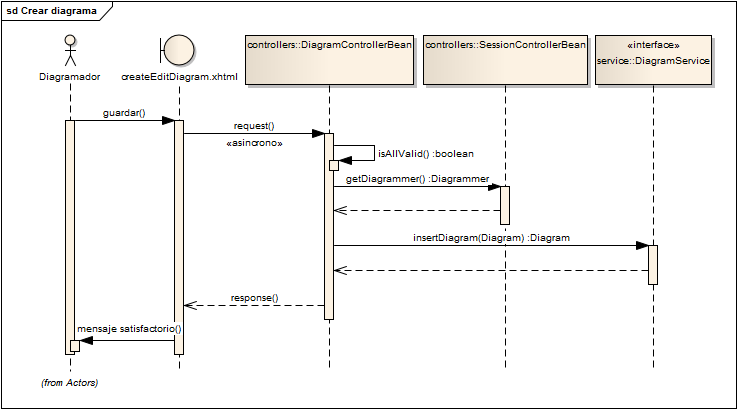 sd Crear diagrama
Diagramador
createEditDiagram.xhtml
controllers::DiagramControllerBean
controllers::SessionControllerBean
«interface»
service::DiagramService
guardar()
request()
«asincrono»
isAllValid() :boolean
getDiagrammer() :Diagrammer
insertDiagram(Diagram) :Diagram
response()
mensaje satisfactorio()
(from Actors)